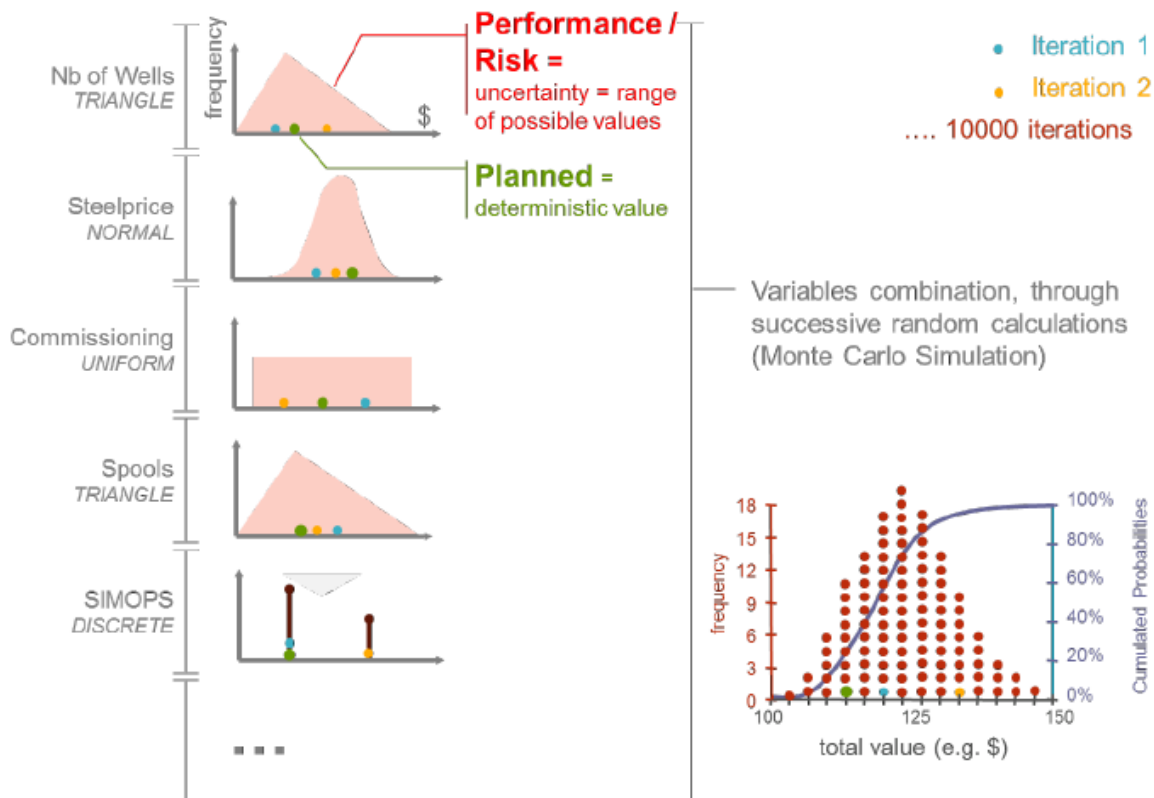 Nb of Wells
TRIANGLE
frequency
$
Performance /
Risk =
uncertainty = range
of possible values
Planned =
deterministic value
Steelprice
NORMAL
Commissioning
UNIFORM
Spools
TRIANGLE
SIMOPS
DISCRETE
...
Iteration 1
Iteration 2
.... 10000 iterations
Variables combination, through
successive random calculations
(Monte Carlo Simulation)
frequency
18
15
12
9
6
3
0
100
125
150
total value (e.g. $)
100%
80%
60%
40%
20%
0%
Cumulated Probabilities